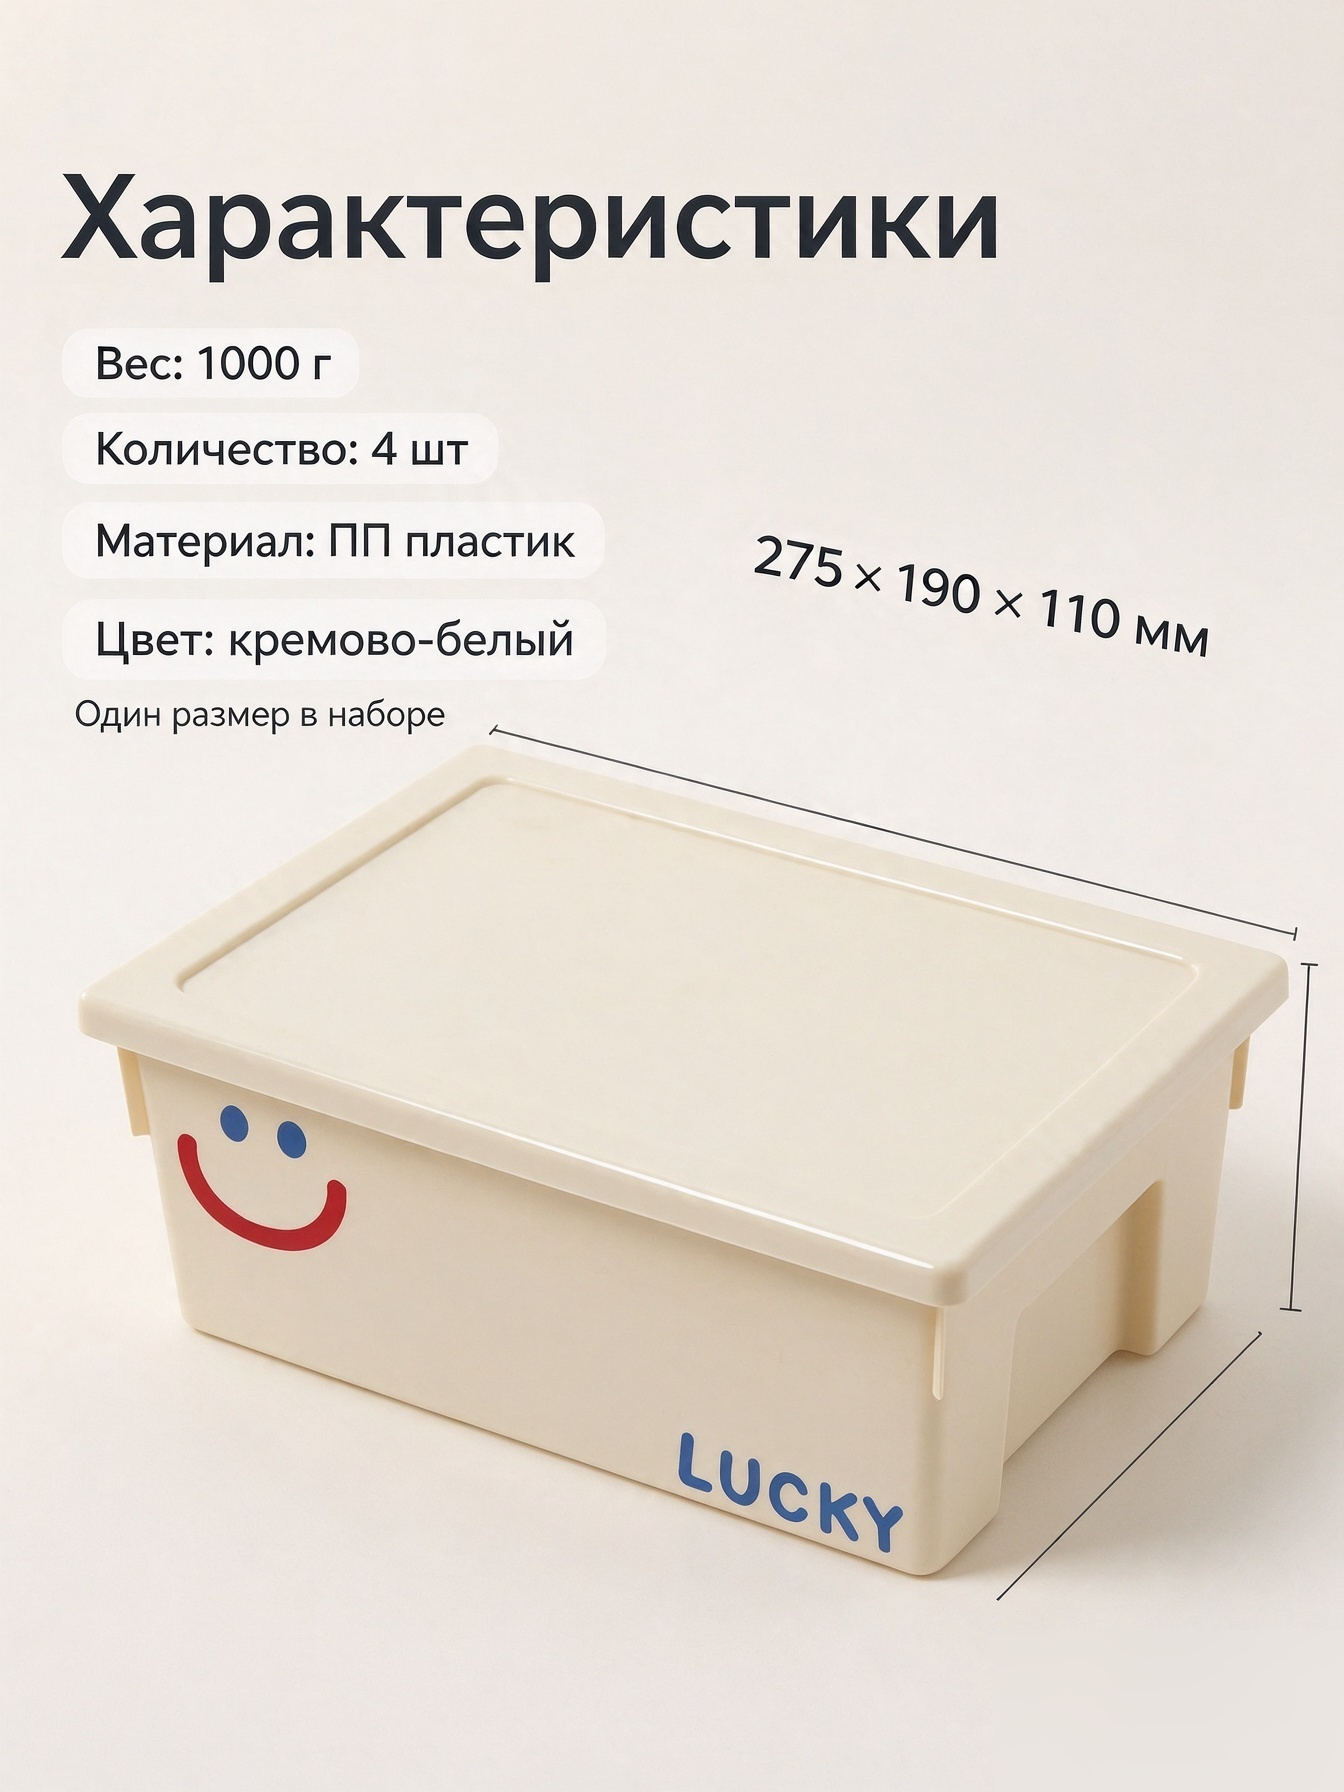 Характеристики
Вес: 1000 г
Количество: 4 шт
Материал: ПП пластик
275 × 190 × 110 мм
Цвет: кремово-белый
Один размер в наборе
LUCKY